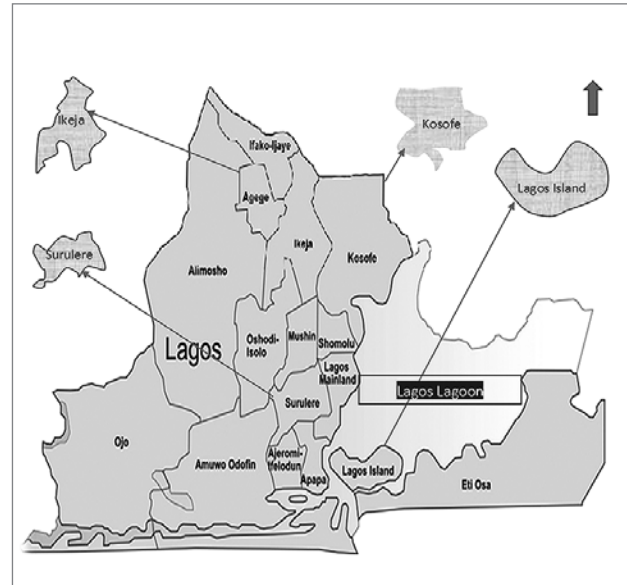 Ikeja
Kosofe
Ifako-Ijaye
Lagos Island
Agege
Ikeja
Surulere
Kosofe
Alimosho
Lagos
Oshodi-
Isolo
Mushin
Shomolu
Lagos
Mainland
Lagos Lagoon
Surulere
Ojo
Amuwo Odofin
Ajeromi-
Ifelodun
Apapa
Lagos Island
Eti Osa